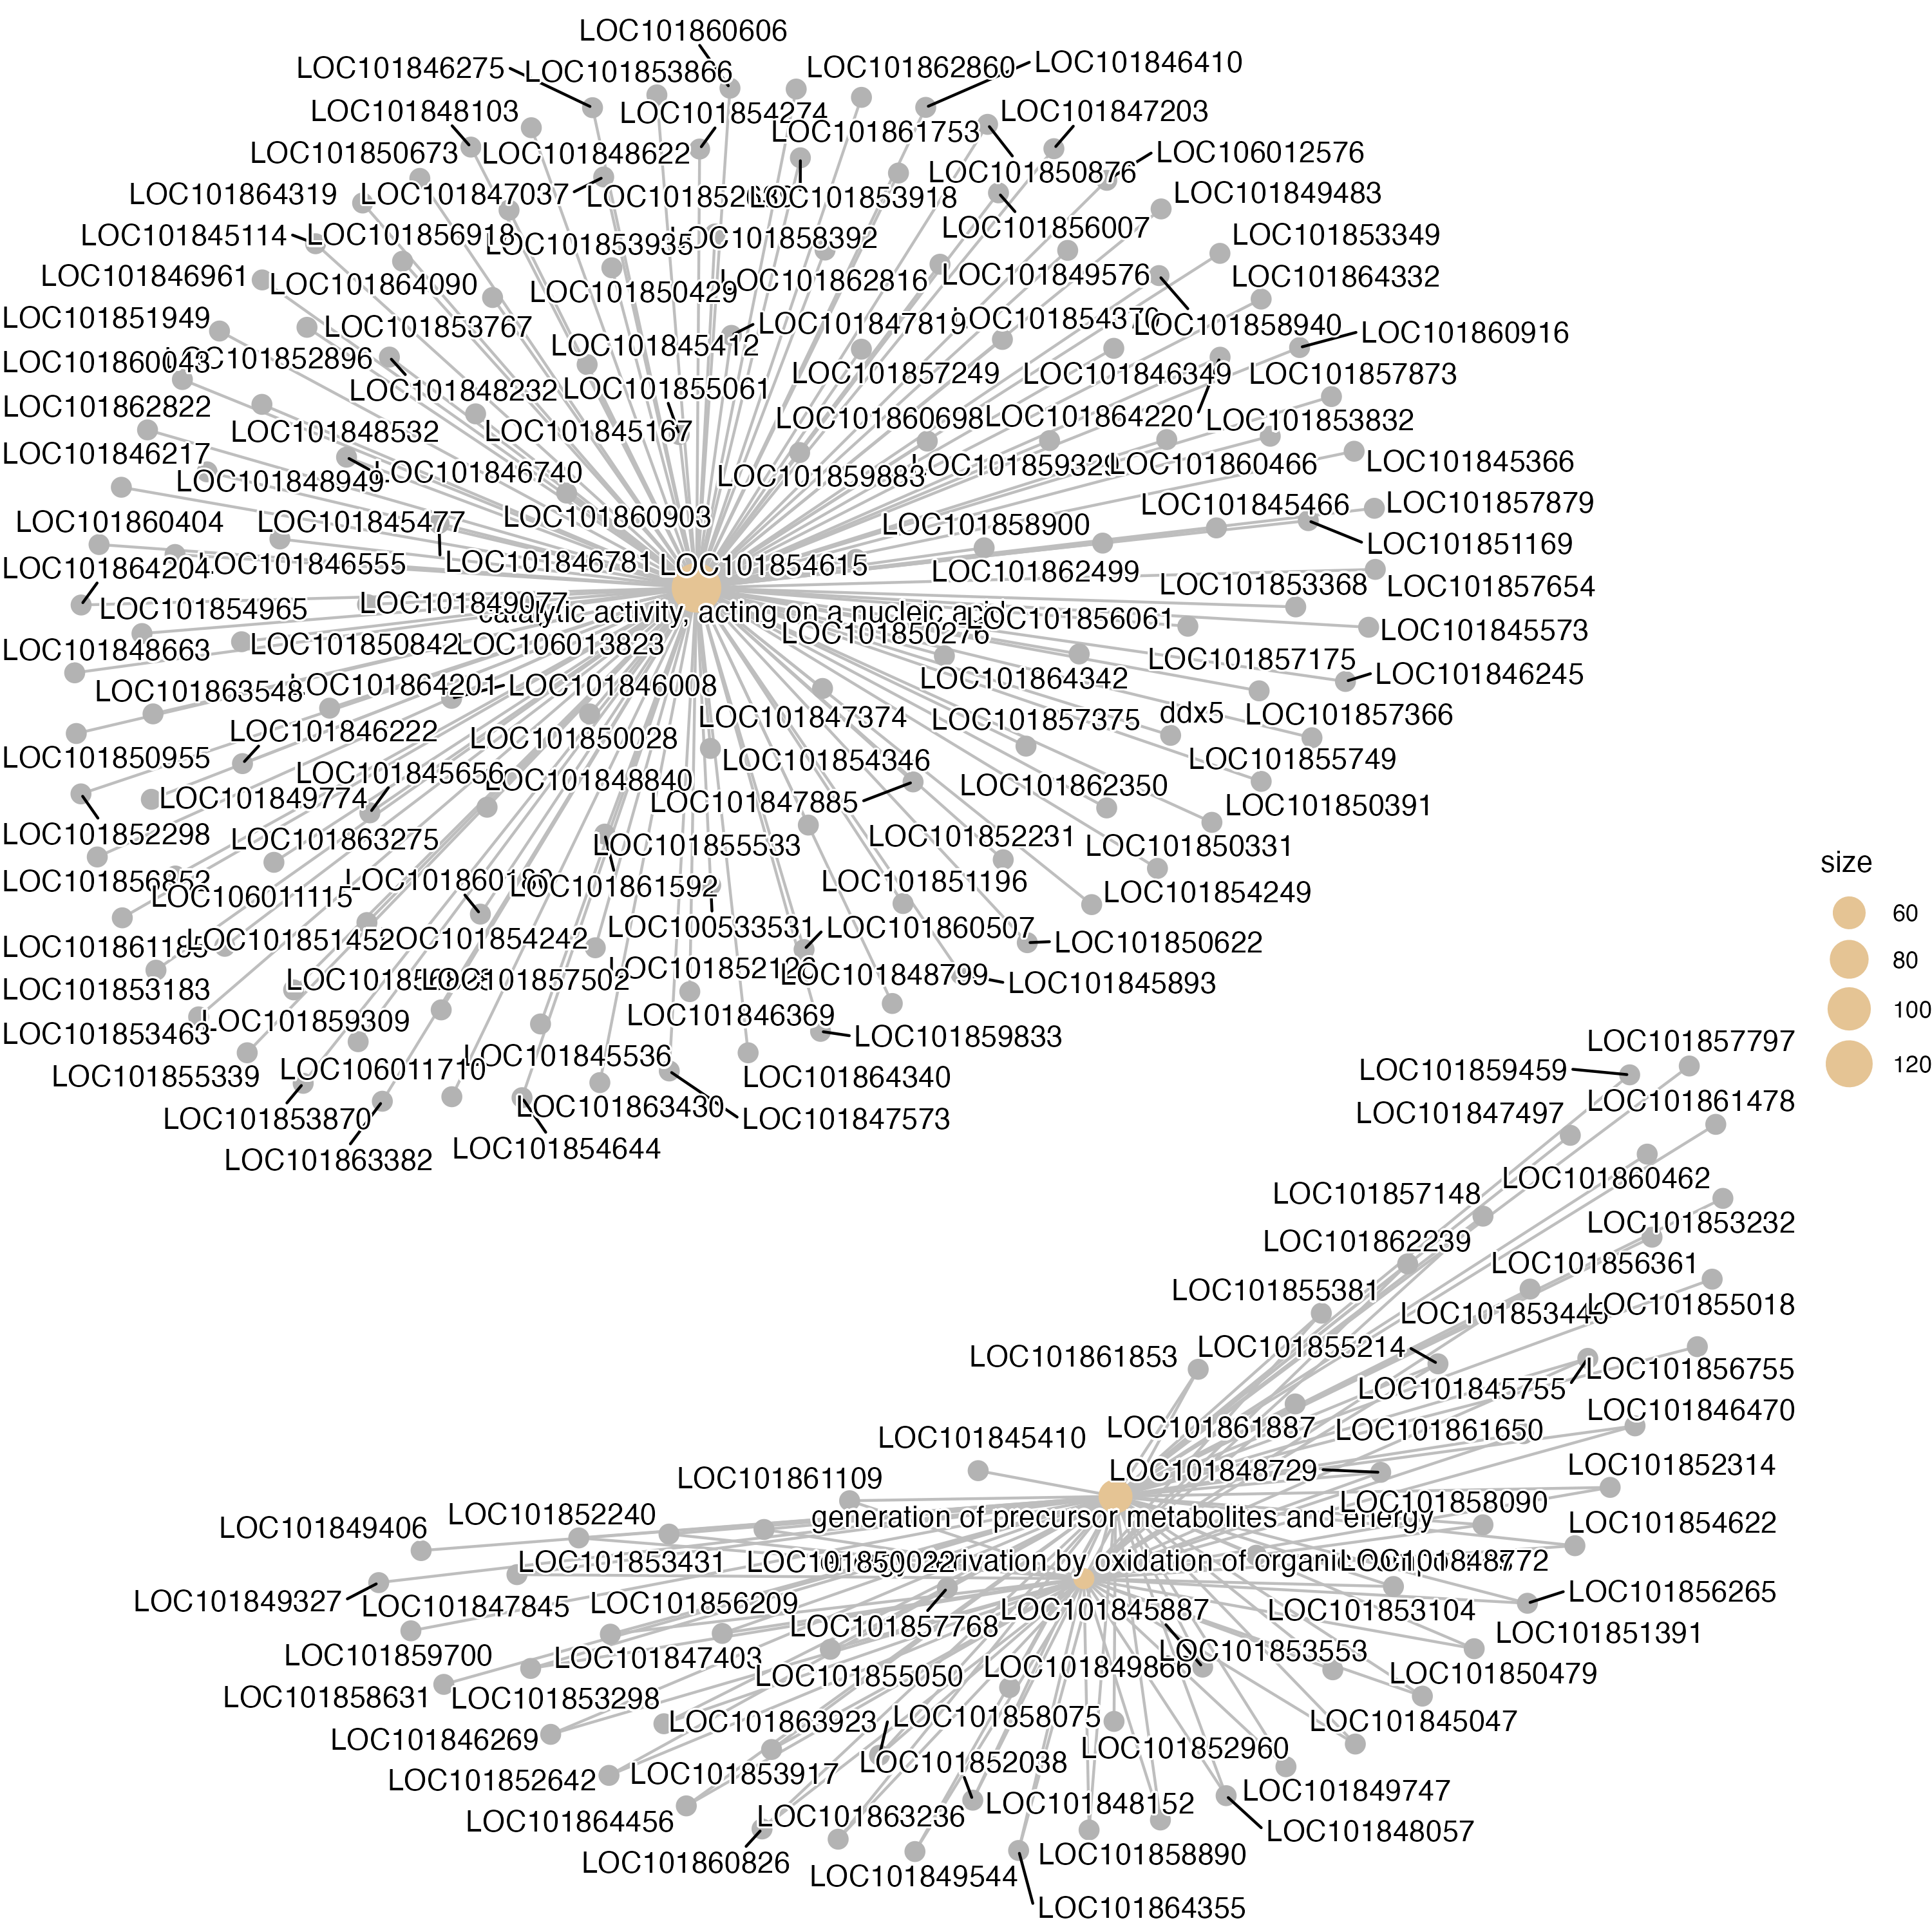 LOC101860606
LOC101846275
LOC101853866
LOC101862860
LOC101846410
LOC101848103
LOC101854274
LOC101861753
LOC101847203
LOC101850673
LOC101848622
LOC101850876
LOC106012576
LOC101864319
LOC101847037
LOC101853918
LOC101849483
LOC101845114
LOC101856918
LOC101853935
LOC101858392
LOC101856007
LOC101853349
LOC101846961
LOC101864090
LOC101850429
LOC101862816
LOC101849576
LOC101864332
LOC101851949
LOC101853767
LOC101847819
LOC101854370
LOC101858940
LOC101860916
LOC101860043
LOC101852896
LOC101845412
LOC101848232
LOC101855061
LOC101857249
LOC101846349
LOC101857873
LOC101862822
LOC101848532
LOC101845167
LOC101860698
LOC101864220
LOC101853832
LOC101846217
LOC101848949
LOC101846740
LOC101859883
LOC101859329
LOC101860466
LOC101845366
LOC101860404
LOC101845477
LOC101860903
LOC101858900
LOC101845466
LOC101857879
LOC101851169
LOC101864204
LOC101846555
LOC101846781
LOC101854615
LOC101862499
LOC101853368
LOC101857654
LOC101854965
LOC101849077
catalytic activity, acting on a nucleic acid
LOC101856061
LOC101850276
LOC101845573
LOC101848663
LOC101850842
LOC106013823
LOC101857175
LOC101846245
LOC101863548
LOC101864201
LOC101846008
LOC101864342
LOC101850955
LOC101846222
LOC101850028
LOC101847374
LOC101857375
ddx5
LOC101857366
LOC101845656
LOC101848840
LOC101854346
LOC101862350
LOC101855749
LOC101849774
LOC101847885
LOC101850391
LOC101852298
LOC101863275
LOC101855533
LOC101852231
LOC101850331
LOC101856852
LOC106011115
LOC101861592
LOC101851196
LOC101854249
LOC101851452
LOC101854242
LOC100533531
LOC101860507
LOC101850622
LOC101853183
LOC101857502
LOC101848799
LOC101845893
LOC101853463
LOC101859309
LOC101846369
LOC101859833
LOC101855339
LOC106011710
LOC101845536
LOC101864340
LOC101853870
LOC101863430
LOC101847573
LOC101863382
LOC101854644
size
60
80
100
120
LOC101857797
LOC101859459
LOC101847497
LOC101861478
LOC101860462
LOC101857148
LOC101853232
LOC101862239
LOC101856361
LOC101855381
LOC101853446
LOC101855018
LOC101861853
LOC101855214
LOC101856755
LOC101845755
LOC101846470
LOC101845410
LOC101861887
LOC101861650
LOC101861109
LOC101848729
LOC101852314
LOC101849406
LOC101852240
LOC101858090
generation of precursor metabolites and energy
LOC101854622
LOC101853431
LOC101850022
derivation by oxidation of organic
LOC101848772
LOC101849327
LOC101847845
LOC101856209
LOC101856265
LOC101857768
LOC101845887
LOC101853104
LOC101851391
LOC101859700
LOC101847403
LOC101855050
LOC101849866
LOC101853553
LOC101850479
LOC101858631
LOC101853298
LOC101846269
LOC101863923
LOC101858075
LOC101845047
LOC101852642
LOC101853917
LOC101852038
LOC101852960
LOC101849747
LOC101864456
LOC101863236
LOC101848152
LOC101848057
LOC101860826
LOC101849544
LOC101858890
LOC101864355